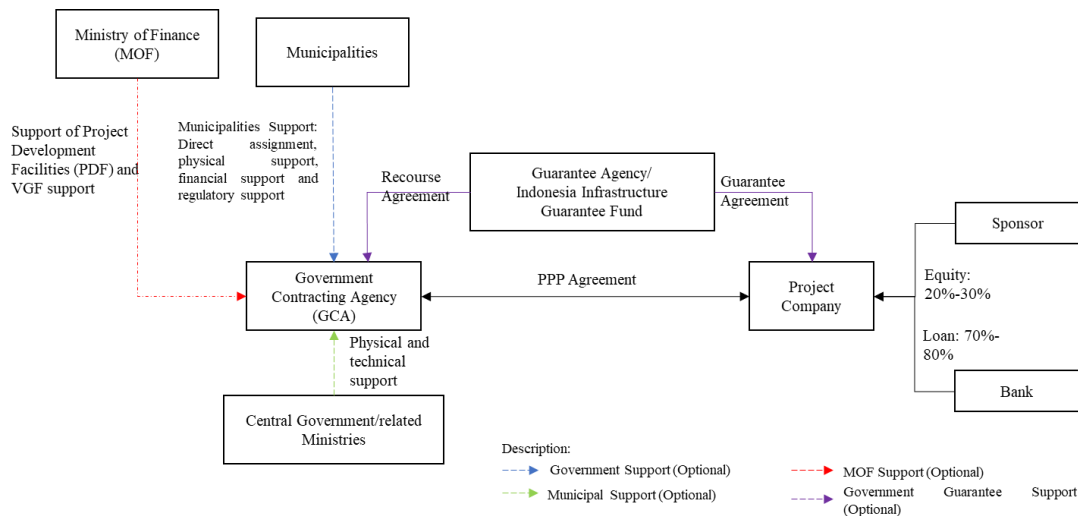 Ministry of Finance
(MOF)
Municipalities
Support of Project
Development
Facilities (PDF) and
VGF support
Municipalities Support:
Direct assignment,
physical support,
financial support and
regulatory support
Recourse
Agreement
Guarantee Agency/
Indonesia Infrastructure
Guarantee Fund
Guarantee
Agreement
Sponsor
Government
Contracting Agency
(GCA)
PPP Agreement
Project
Company
Equity:
20%-30%
Loan: 70%-
80%
Physical and
technical
support
Bank
Central Government/related
Ministries
Description:
Government Support (Optional)
Municipal Support (Optional)
MOF Support (Optional)
Government Guarantee Support
(Optional)